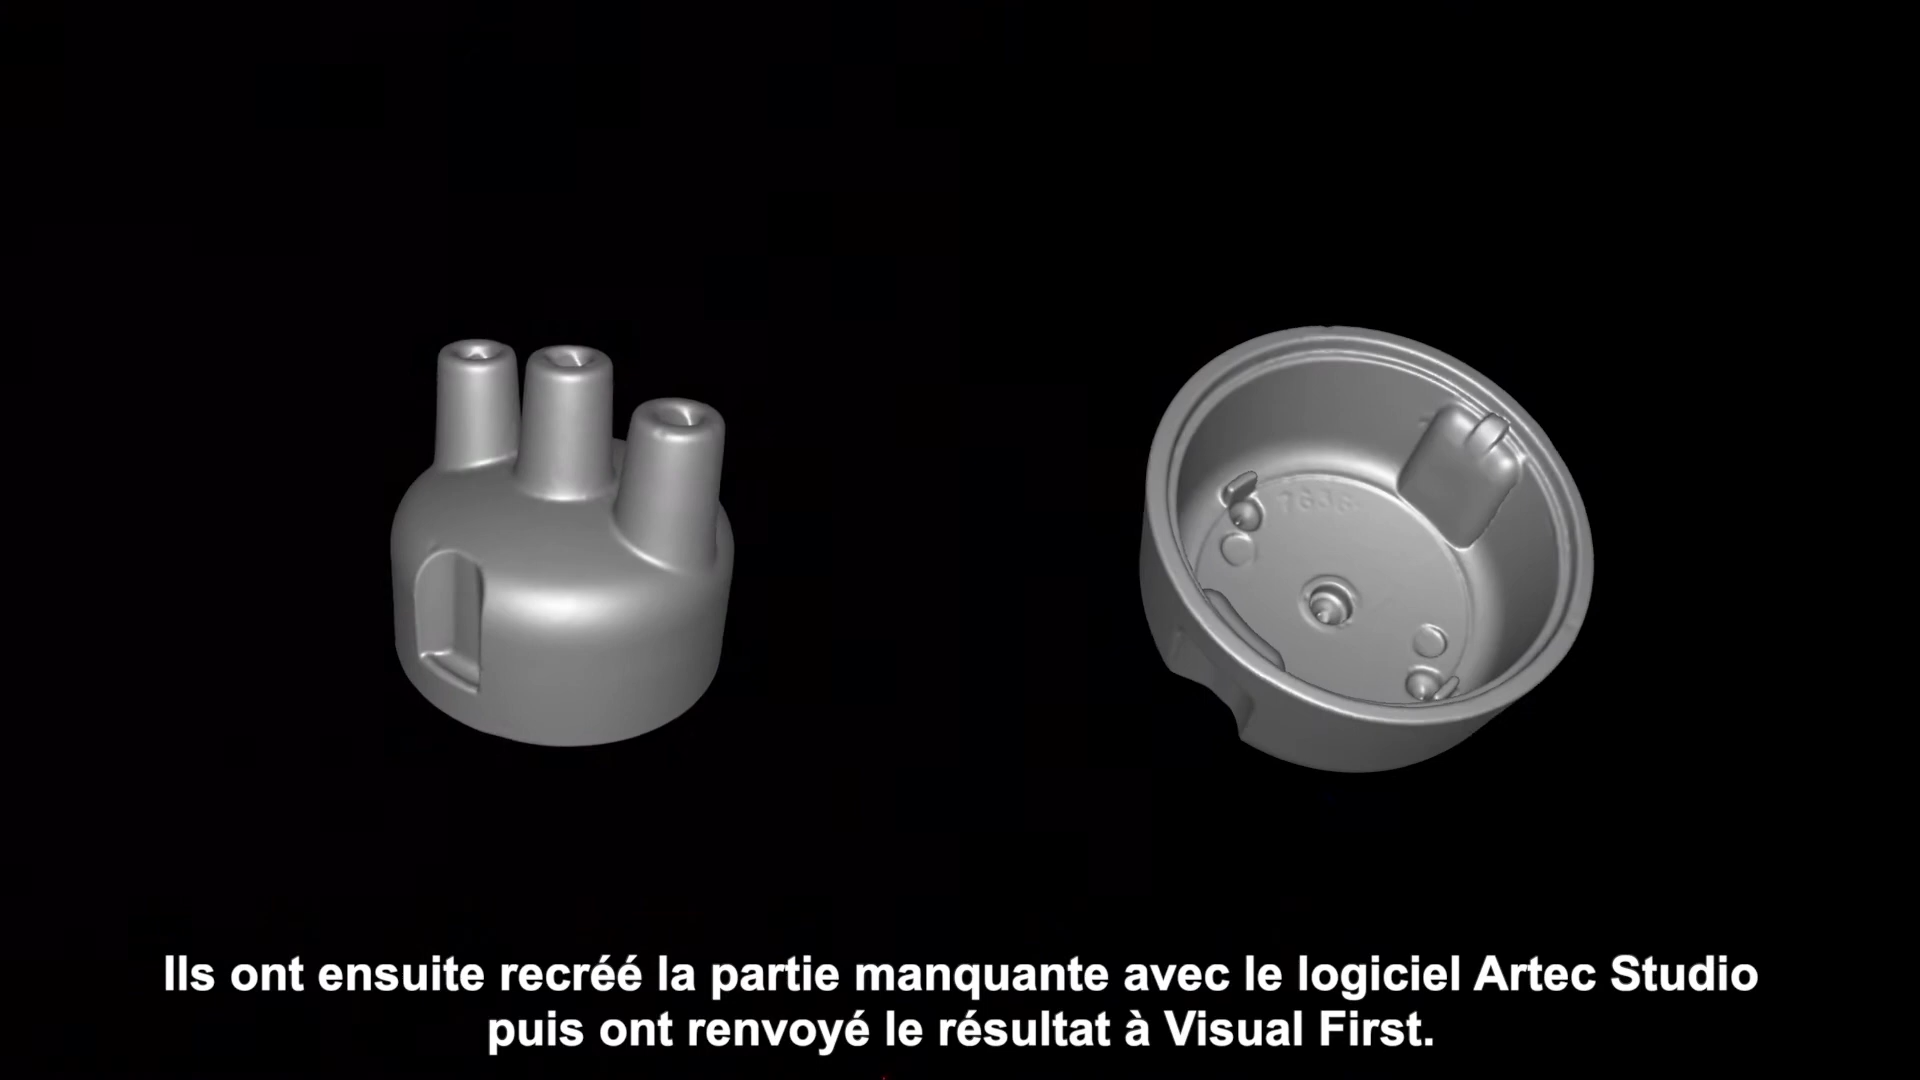 Ils ont ensuite recréé la partie manquante avec le logiciel Artec Studio
puis ont renvoyé le résultat à Visual First.